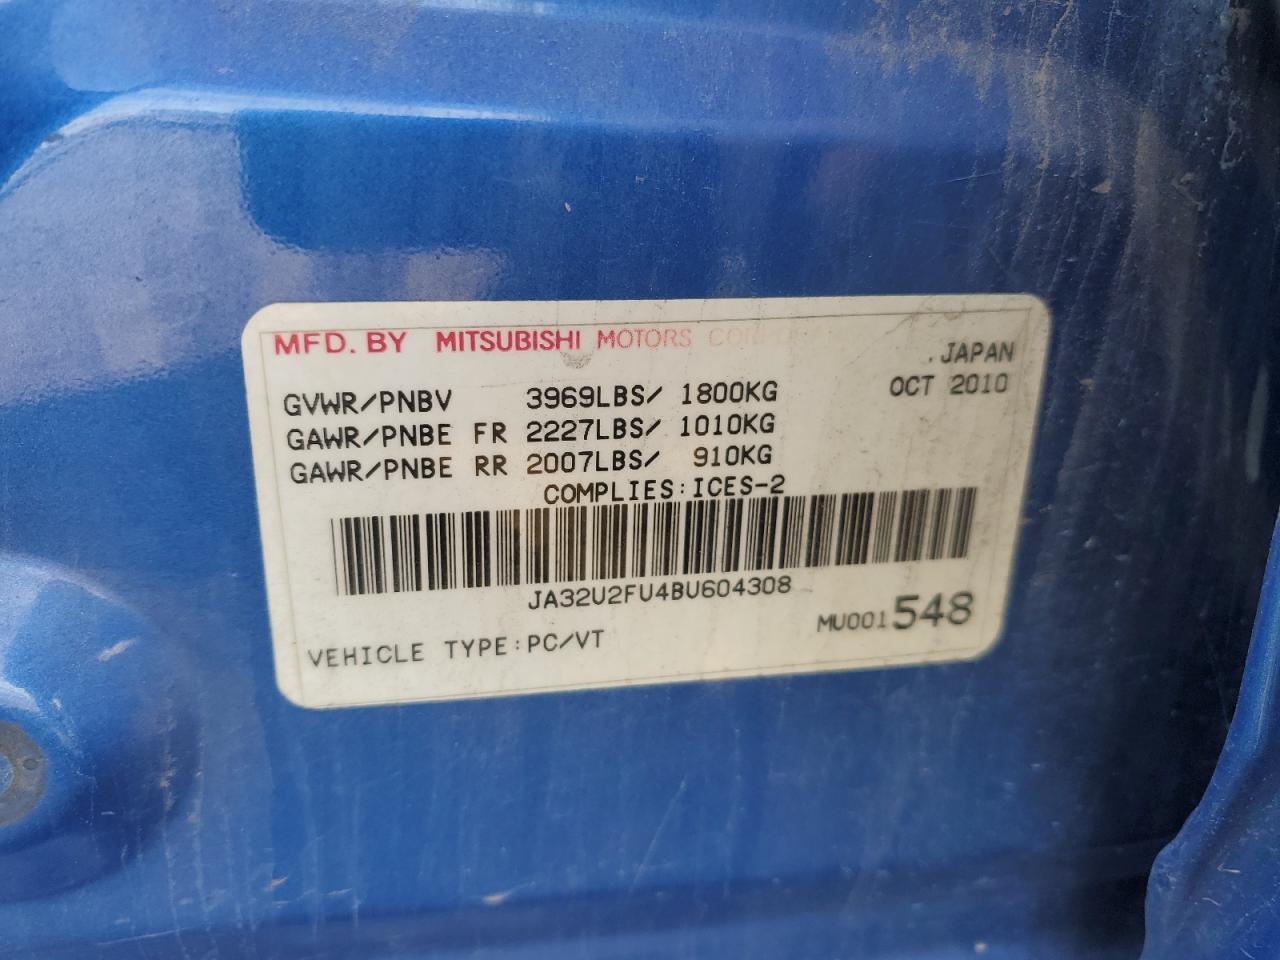 MFD. BY MITSUBISHI MOTORS CORPO
JAPAN
OCT 2010
GVWR/PNBV 3969LBS/ 1800KG
GAWR/PNBE FR 2227LBS/ 1010KG
GAWR/PNBE RR 2007LBS/ 910KG
COMPLIES:ICES-2
JA32U2FU4BU604308
MU001548
VEHICLE TYPE:PC/VT